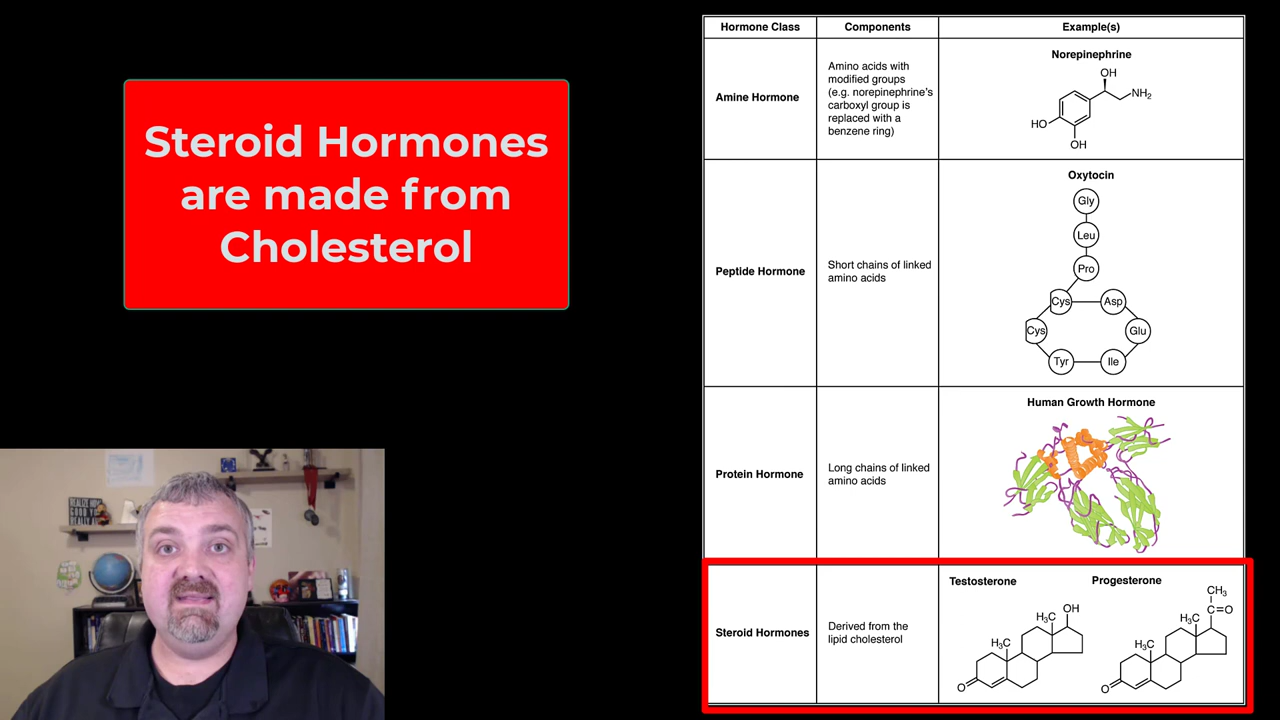 Steroid Hormones
are made from
Cholesterol
Hormone Class
Components
Example(s)
Amine Hormone
Amino acids with
modified groups
(e.g. norepinephrine's
carboxyl group is
replaced with a
benzene ring)
Norepinephrine
OH
NH₂
HO
OH
Peptide Hormone
Short chains of linked
amino acids
Oxytocin
Gly
Leu
Pro
Cys
Asp
Cys
Glu
Tyr
Ile
Protein Hormone
Long chains of linked
amino acids
Human Growth Hormone
Steroid Hormones
Derived from the
lipid cholesterol
Testosterone
OH
H₃C
H₃C
O
Progesterone
CH₃
C=O
H₃C
H₃C
O
REALLY NOT